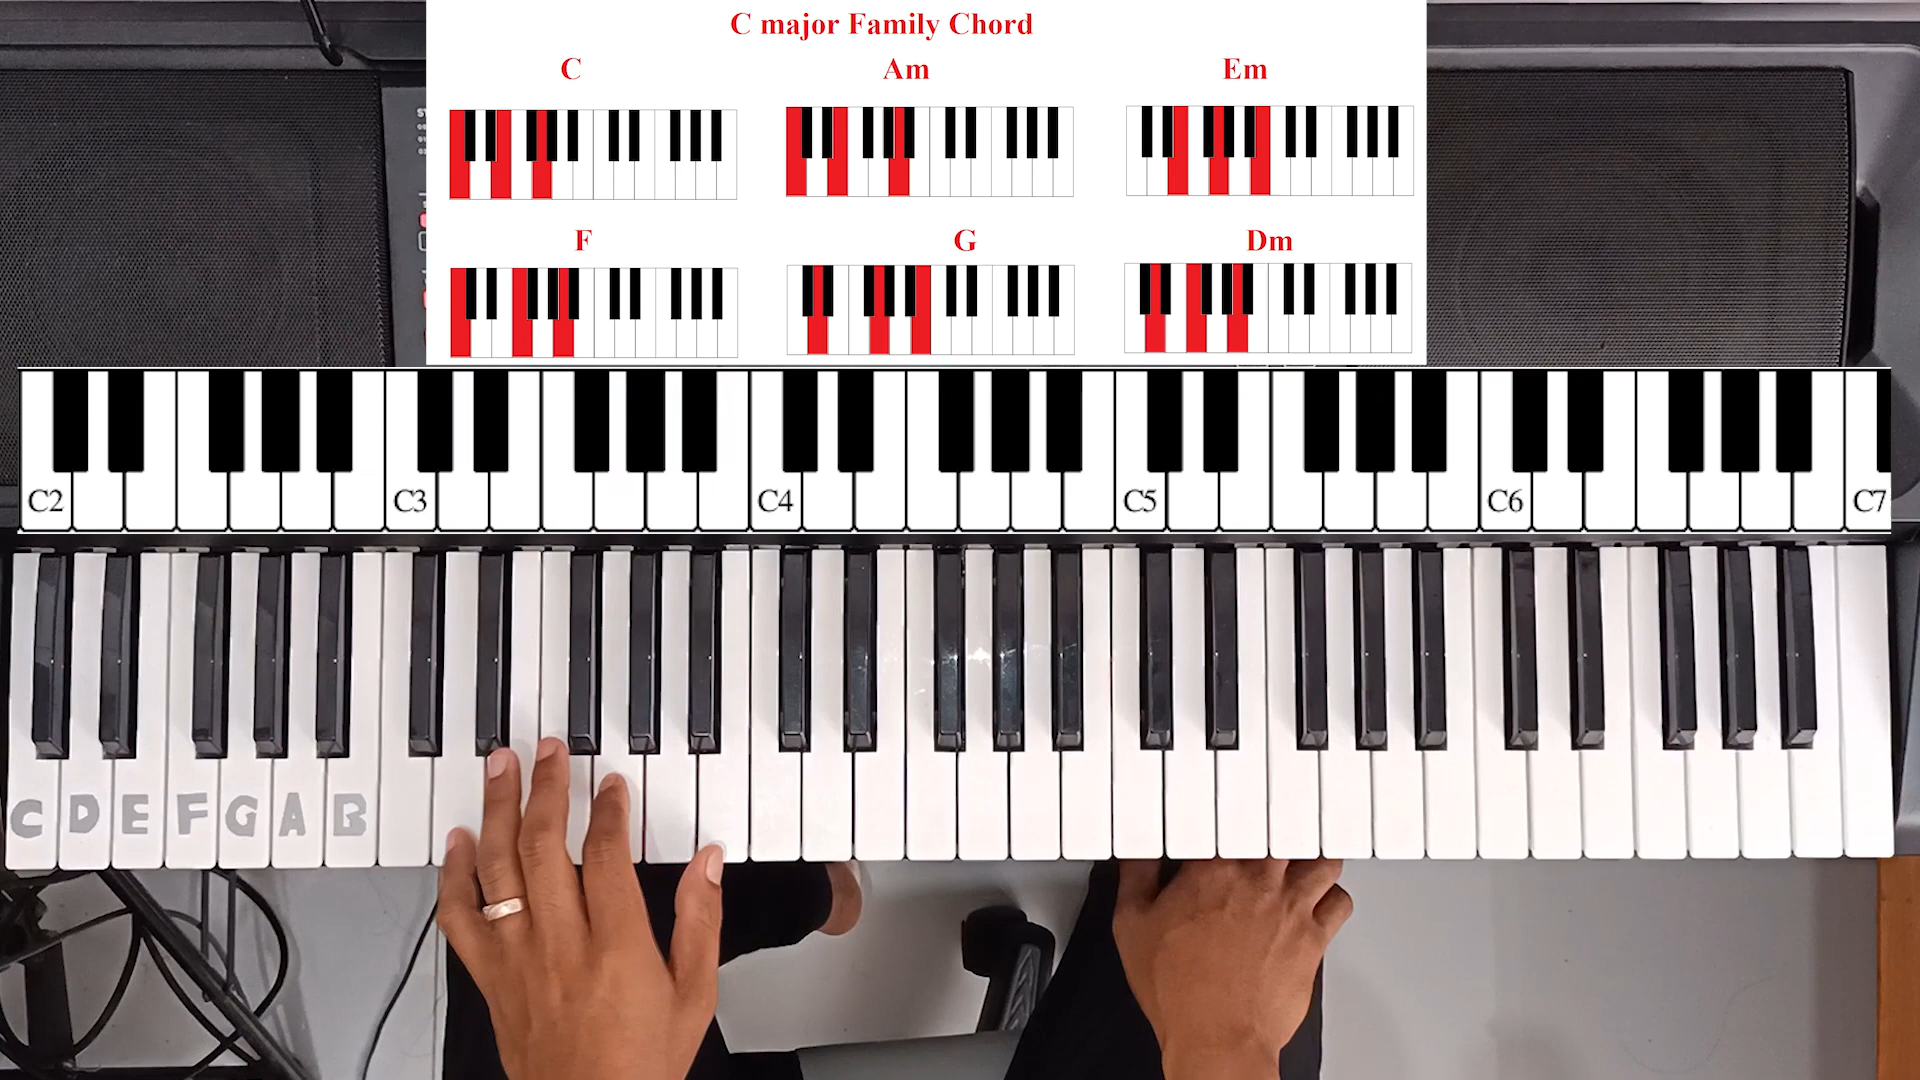 C major Family Chord
C Am Em
F G Dm
C2 C3 C4 C5 C6 C7
C D E F G A B